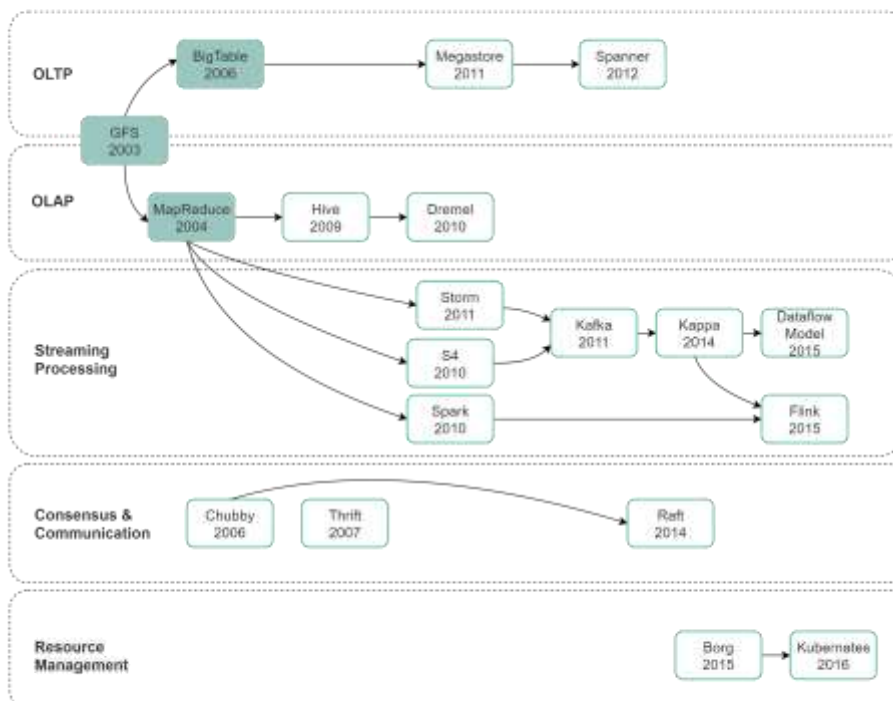 OLTP
BigTable
2006
Megastore
2011
Spanner
2012
GFS
2003
OLAP
MapReduce
2004
Hive
2009
Dremel
2010
Streaming
Processing
Storm
2011
S4
2010
Spark
2010
Kafka
2011
Kappa
2014
Dataflow
Model
2015
Flink
2015
Consensus &
Communication
Chubby
2006
Thrift
2007
Raft
2014
Resource
Management
Borg
2015
Kubernetes
2016